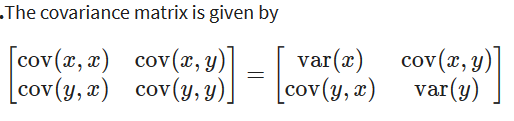 .The covariance matrix is given by
[cov(x, x) cov(x, y)] = [var(x) cov(x, y)]
[cov(y, x) cov(y, y)] [cov(y, x) var(y)]